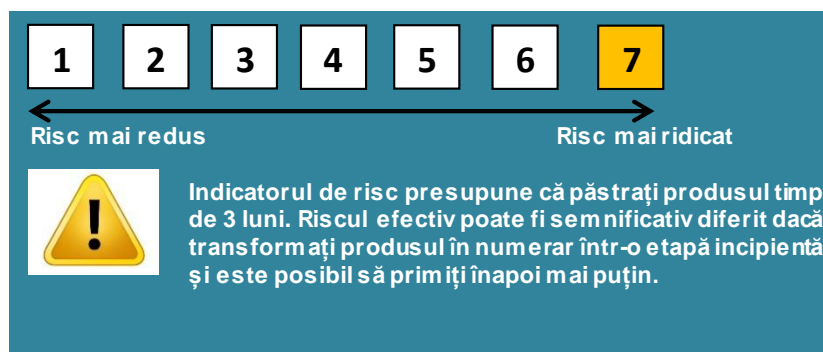 1 2 3 4 5 6 7
Risc mai redus Risc mai ridicat
Indicatorul de risc presupune că păstrați produsul timp
de 3 luni. Riscul efectiv poate fi semnificativ diferit dacă
transformați produsul în numerar într-o etapă incipientă
și este posibil să primiți înapoi mai puțin.